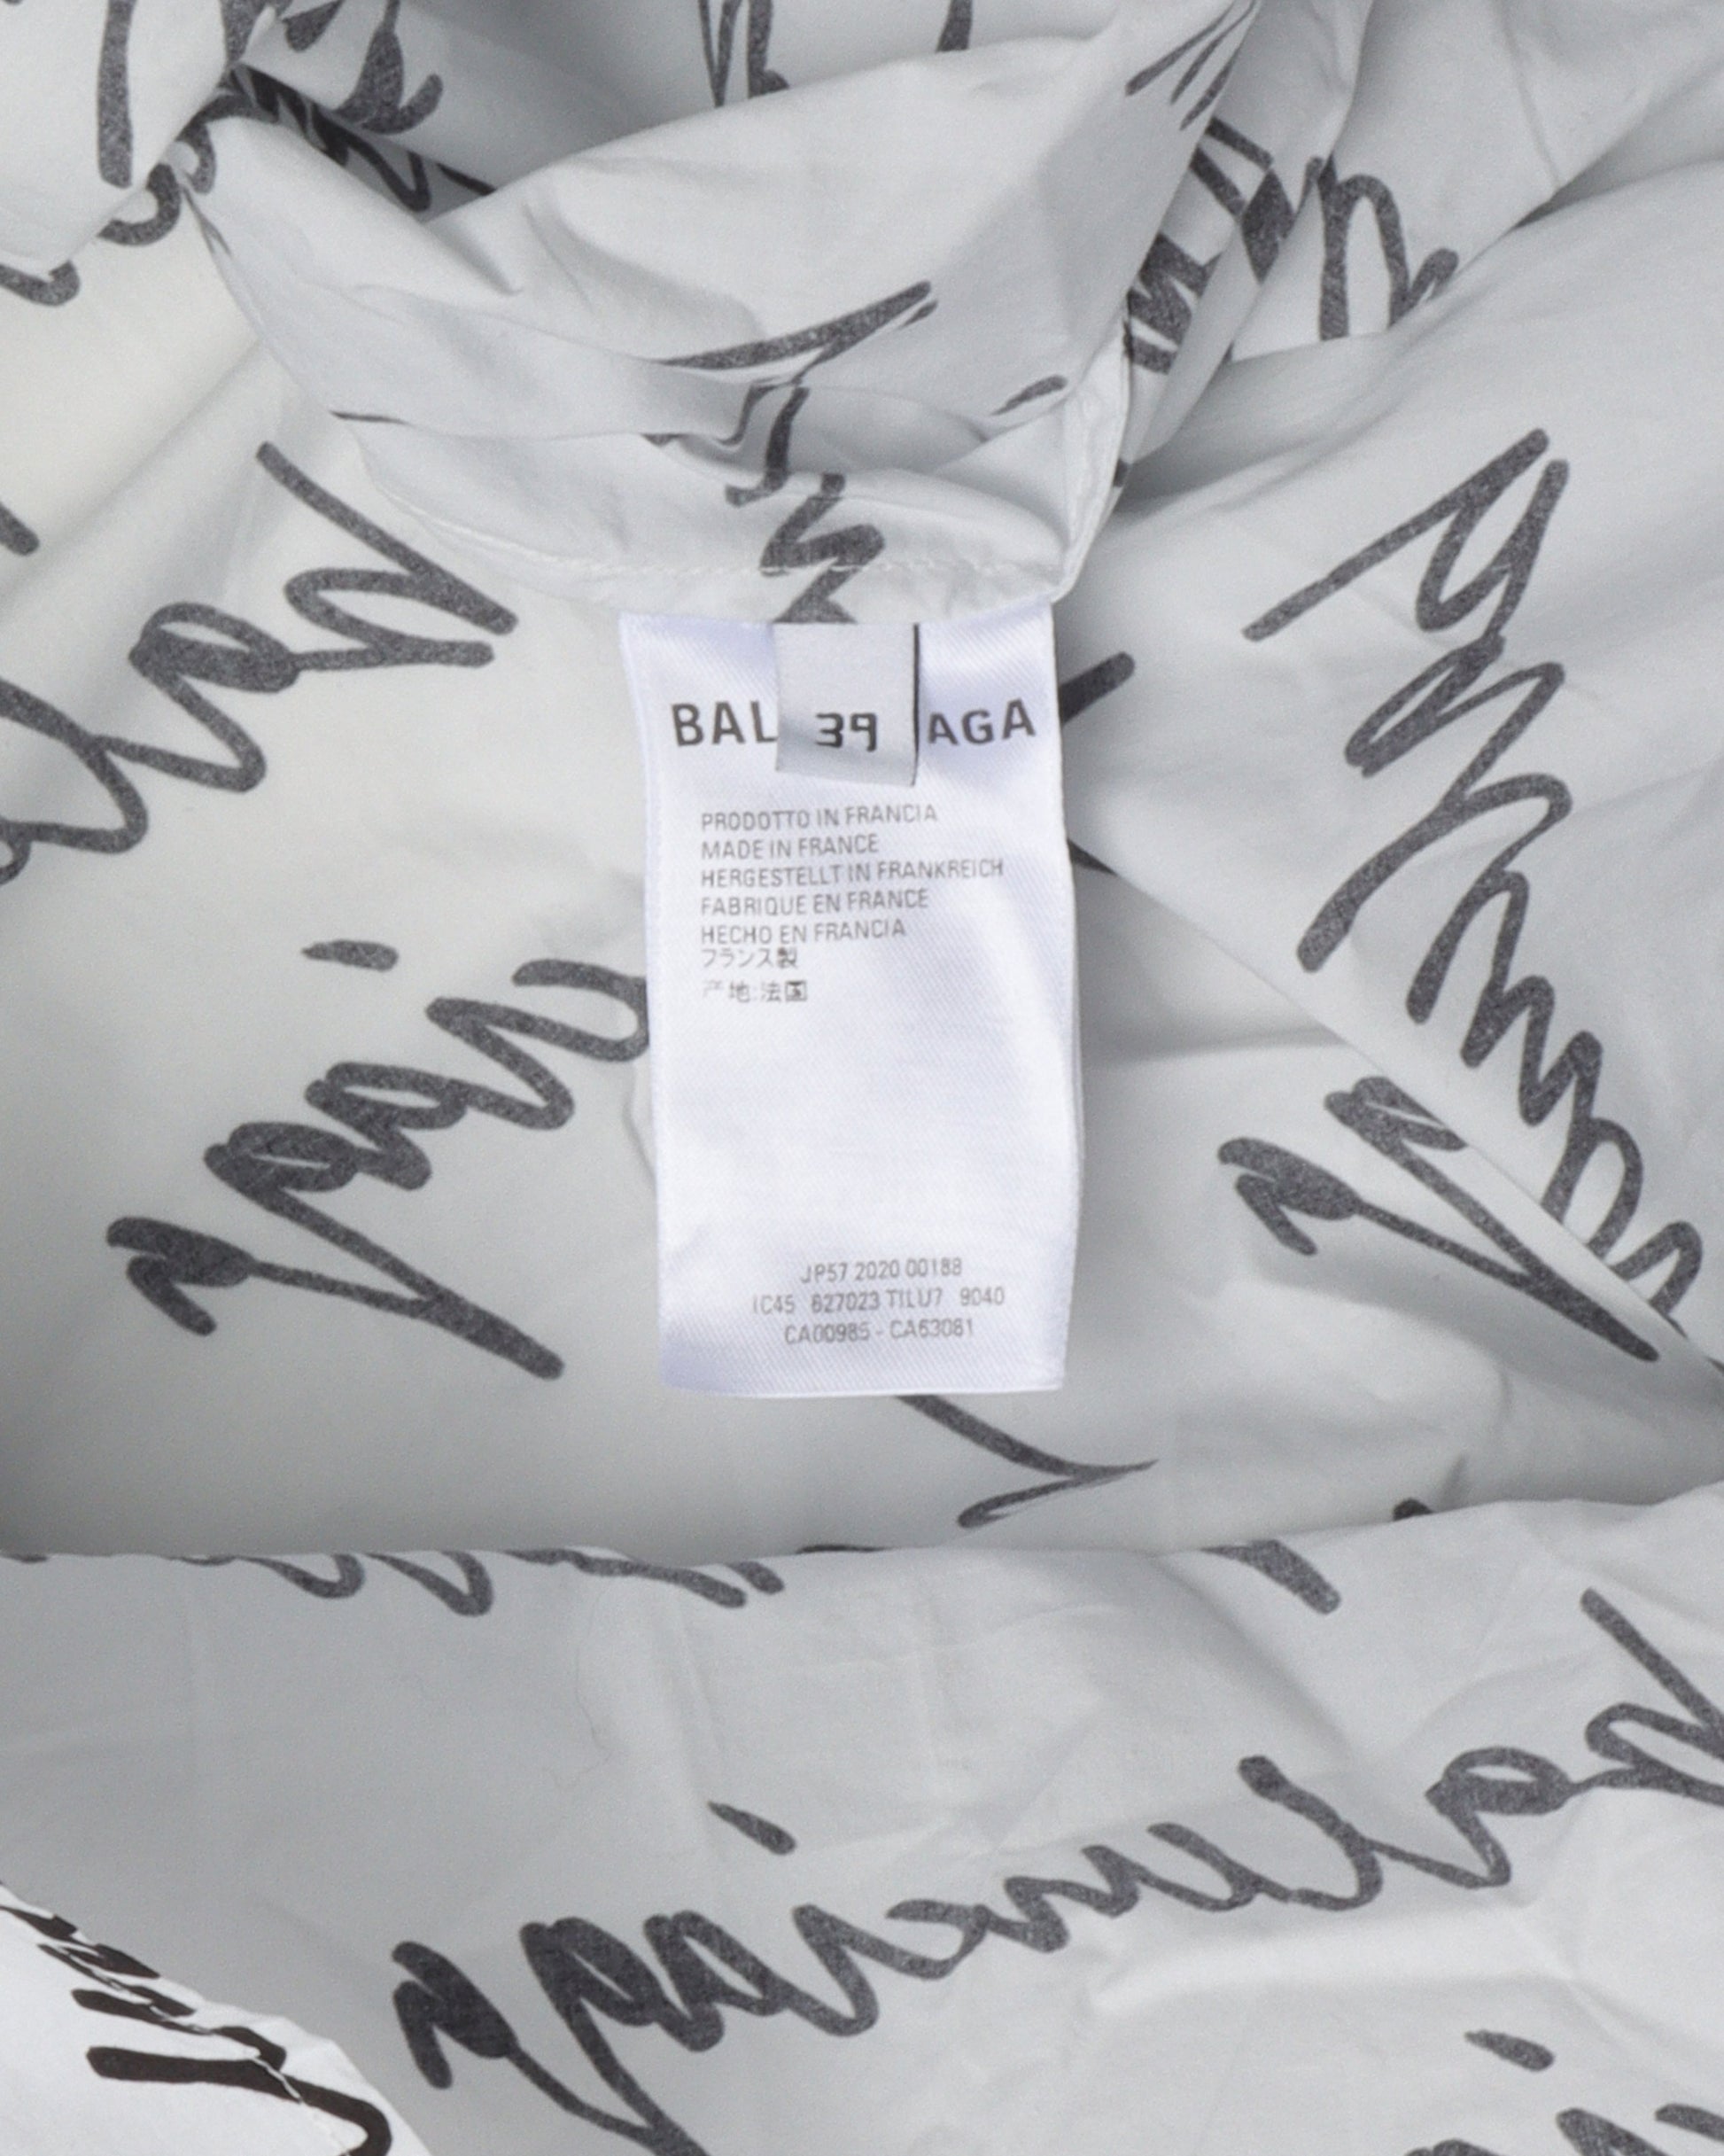 BAL 39 AGA
PRODOTTO IN FRANCIA
MADE IN FRANCE
HERGESTELLT IN FRANKREICH
FABRIQUE EN FRANCE
HECHO EN FRANCIA
フランス製
产地:法国
JP57 2020 00188
IC45 627023 TILU7 9040
CA00985 - CA63081